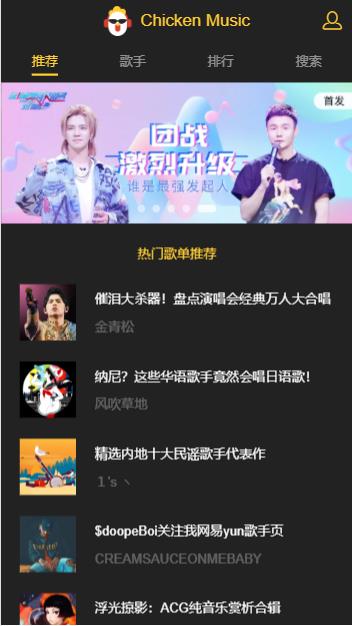 Chicken Music
推荐
歌手
排行
搜索
首发
团战
激烈升级
谁是最强发起人
热门歌单推荐
催泪大杀器！盘点演唱会经典万人大合唱
金青松
纳尼？这些华语歌手竟然会唱日语歌！
风吹草地
精选内地十大民谣歌手代表作
1's ヽ
$doopeBoi关注我网易yun歌手页
CREAMSAUCEONMEBABY
浮光掠影：ACG纯音乐赏析合辑